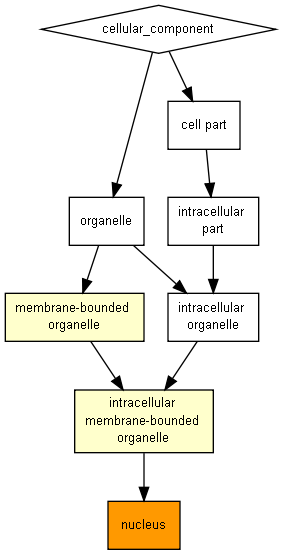 cellular_component
cell part
organelle
intracellular
part
membrane-bounded
organelle
intracellular
organelle
intracellular
membrane-bounded
organelle
nucleus